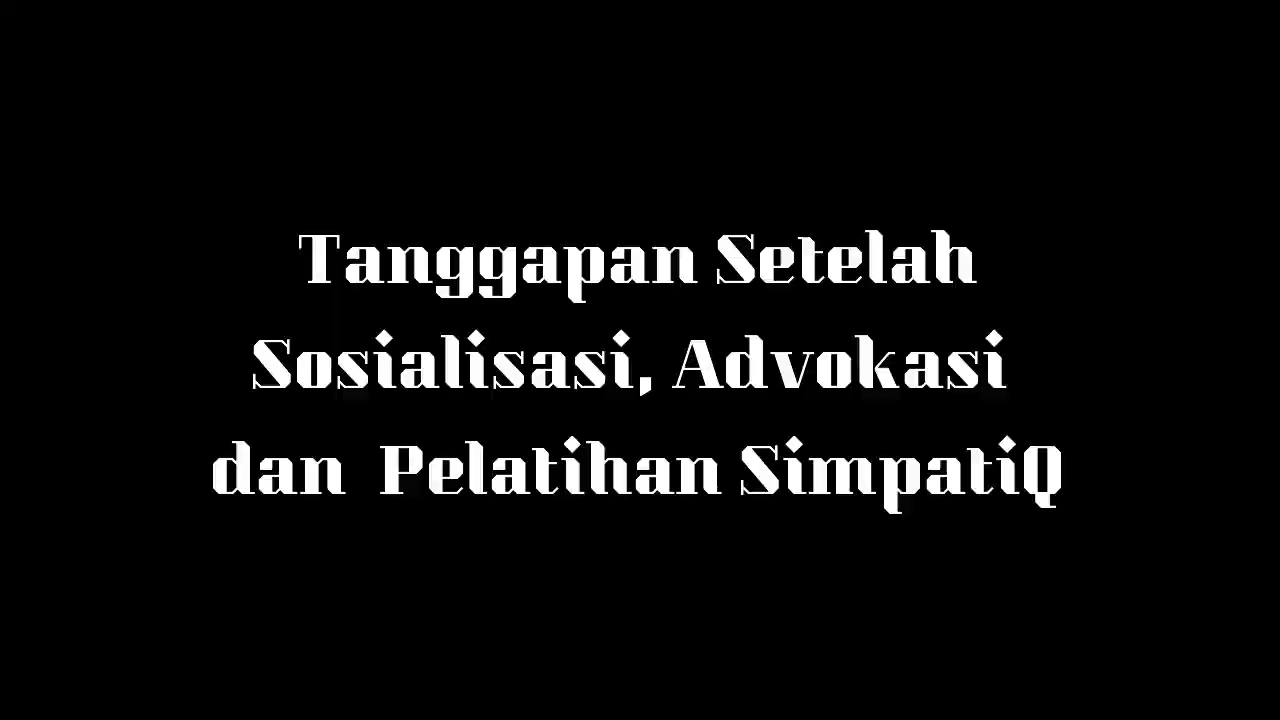 Tanggapan Setelah
Sosialisasi, Advokasi
dan Pelatihan SimpatiQ